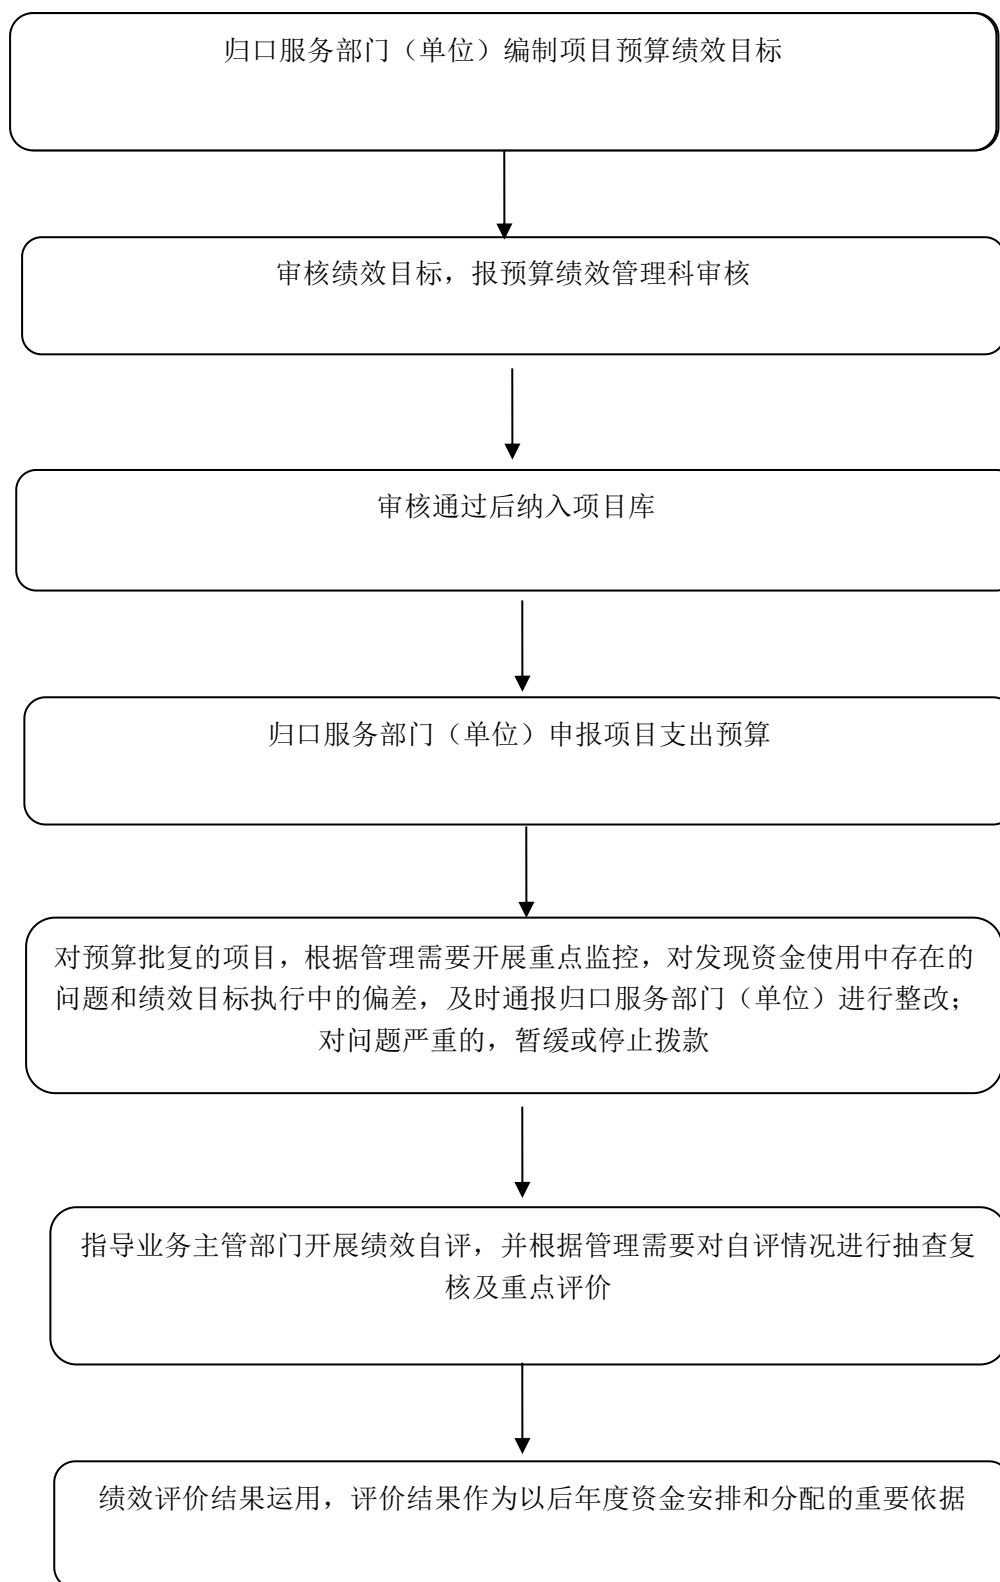 归口服务部门（单位）编制项目预算绩效目标
审核绩效目标，报预算绩效管理科审核
审核通过后纳入项目库
归口服务部门（单位）申报项目支出预算
对预算批复的项目，根据管理需要开展重点监控，对发现资金使用中存在的
问题和绩效目标执行中的偏差，及时通报归口服务部门（单位）进行整改；
对问题严重的，暂缓或停止拨款
指导业务主管部门开展绩效自评，并根据管理需要对自评情况进行抽查复
核及重点评价
绩效评价结果运用，评价结果作为以后年度资金安排和分配的重要依据